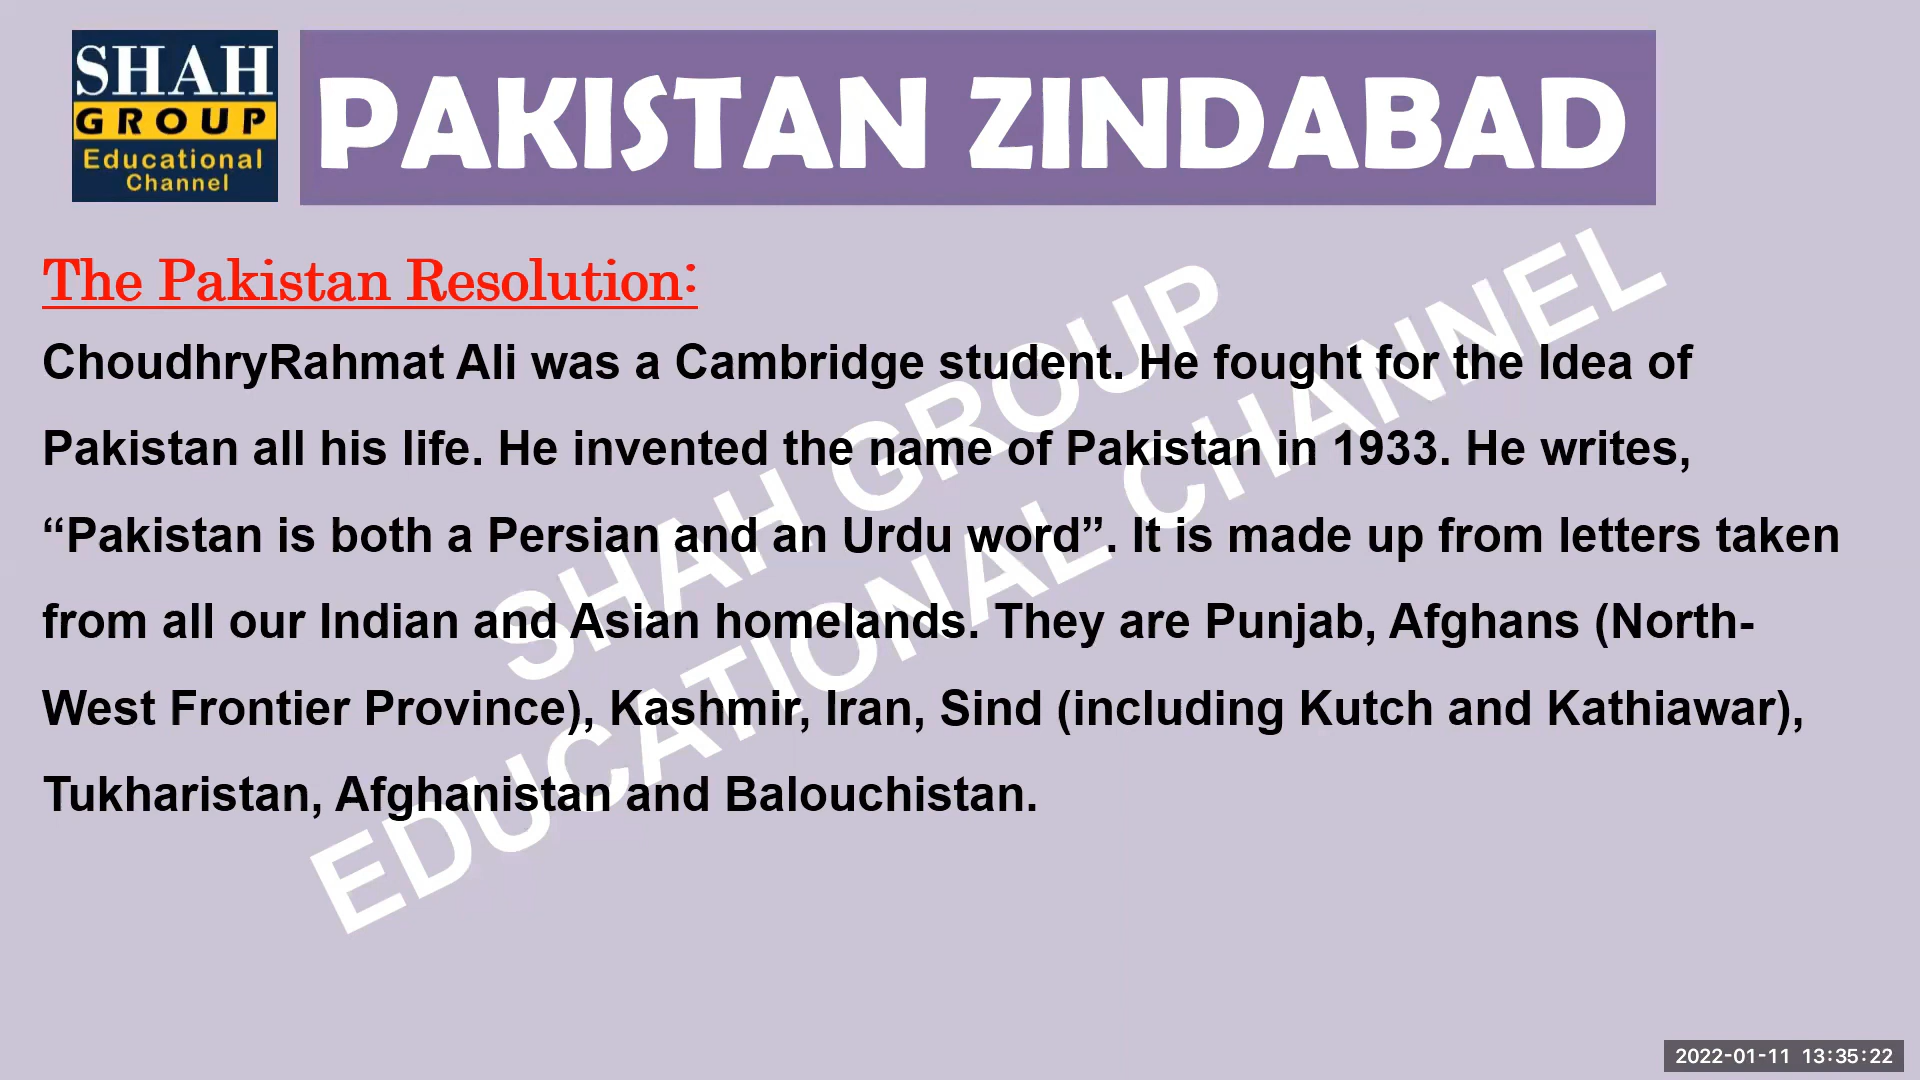 SHAH
GROUP
Educational
Channel
PAKISTAN ZINDABAD
The Pakistan Resolution:
ChoudhryRahmat Ali was a Cambridge student. He fought for the Idea of
Pakistan all his life. He invented the name of Pakistan in 1933. He writes,
“Pakistan is both a Persian and an Urdu word”. It is made up from letters taken
from all our Indian and Asian homelands. They are Punjab, Afghans (North-
West Frontier Province), Kashmir, Iran, Sind (including Kutch and Kathiawar),
Tukharistan, Afghanistan and Balouchistan.
SHAH GROUP
EDUCATIONAL CHANNEL
2022-01-11 13:35:22